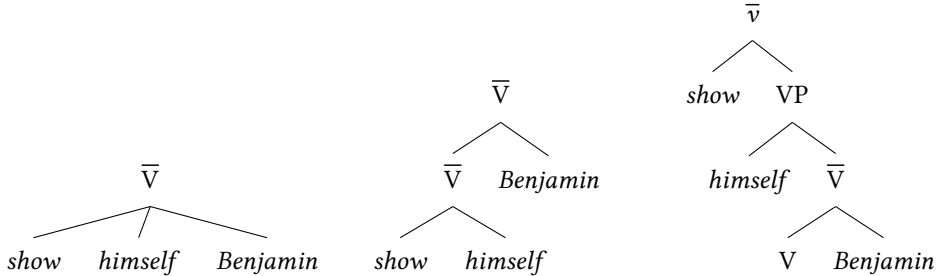 v̅
V̅
show VP
V̅
V̅ Benjamin
himself V̅
show himself Benjamin
show himself
V Benjamin